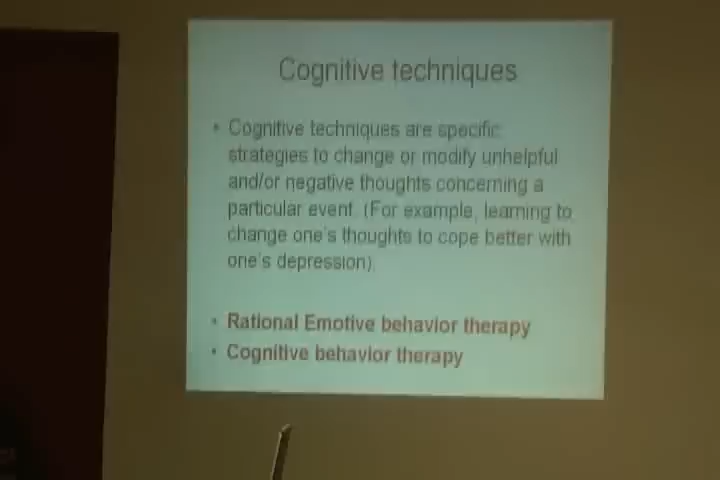 Cognitive techniques
• Cognitive techniques are specific
strategies to change or modify unhelpful
and/or negative thoughts concerning a
particular event. (For example, learning to
change one's thoughts to cope better with
one's depression).
• Rational Emotive behavior therapy
• Cognitive behavior therapy